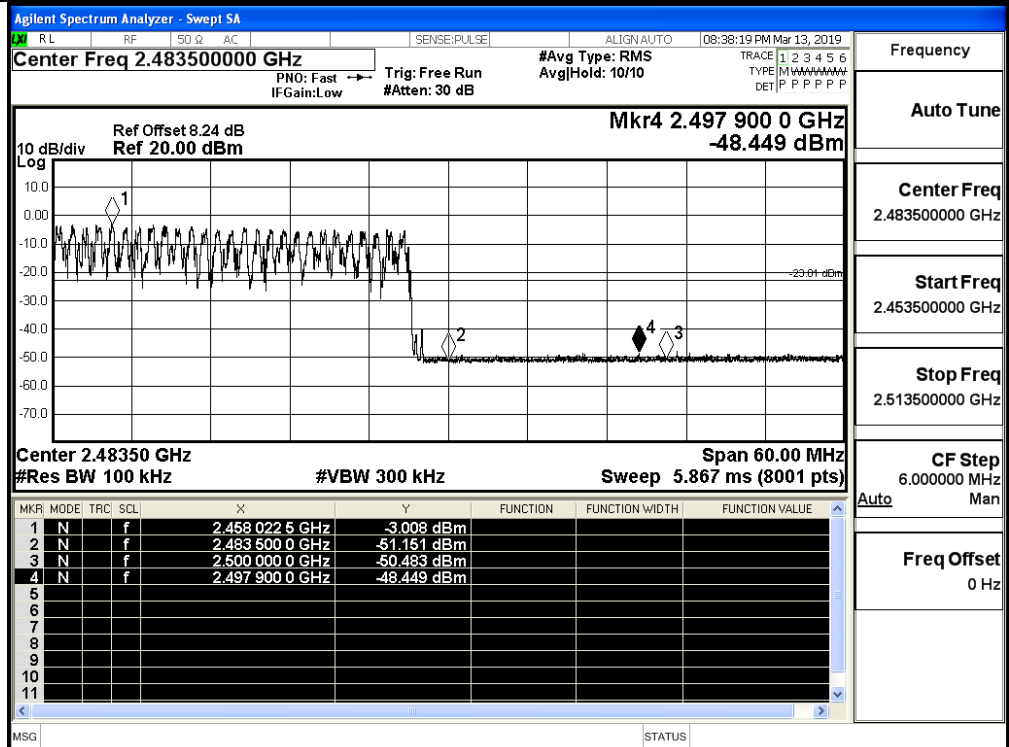 Agilent Spectrum Analyzer - Swept SA
LXI RL RF 50 Ω AC SENSE:PULSE ALIGN AUTO 08:38:19 PM Mar 13, 2019
Center Freq 2.483500000 GHz #Avg Type: RMS TRACE 1 2 3 4 5 6
PNO: Fast Trig: Free Run Avg|Hold: 10/10 TYPE MWWWWW
IFGain:Low #Atten: 30 dB DET P P P P P P
Mkr4 2.497 900 0 GHz
-48.449 dBm
Ref Offset 8.24 dB
10 dB/div Ref 20.00 dBm
Log
10.0
0.00
-10.0
-20.0
-30.0
-40.0
-50.0
-60.0
-70.0
1
2
4
3
-23.01 dBm
Center 2.48350 GHz Span 60.00 MHz
#Res BW 100 kHz #VBW 300 kHz Sweep 5.867 ms (8001 pts)
MKR MODE TRC SCL X Y FUNCTION FUNCTION WIDTH FUNCTION VALUE
1 N f 2.458 022 5 GHz -3.008 dBm
2 N f 2.483 500 0 GHz -51.151 dBm
3 N f 2.500 000 0 GHz -50.483 dBm
4 N f 2.497 900 0 GHz -48.449 dBm
5
6
7
8
9
10
11
MSG STATUS
Frequency
Auto Tune
Center Freq
2.483500000 GHz
Start Freq
2.453500000 GHz
Stop Freq
2.513500000 GHz
CF Step
6.000000 MHz
Auto Man
Freq Offset
0 Hz